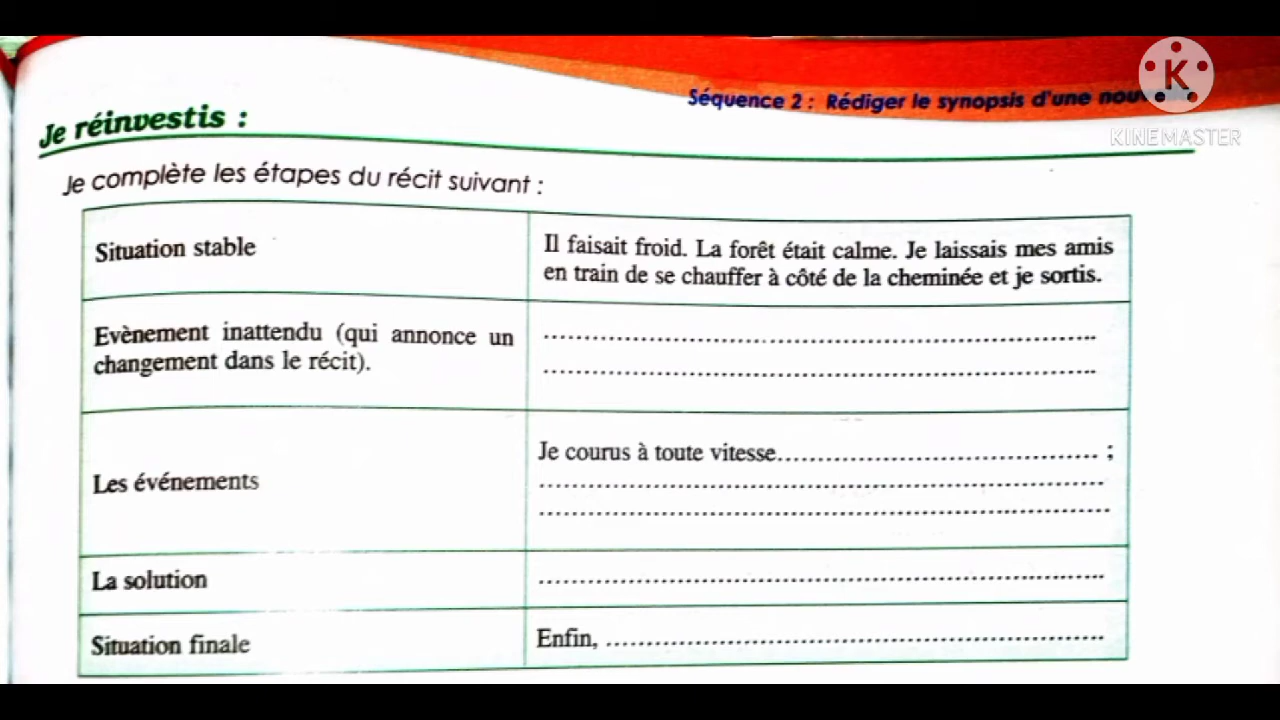 Séquence 2 : Rédiger le synopsis d'une
K
KINEMASTER
Je réinvestis :
Je complète les étapes du récit suivant :
Situation stable
Il faisait froid. La forêt était calme. Je laissais mes amis
en train de se chauffer à côté de la cheminée et je sortis.
Evènement inattendu (qui annonce un
changement dans le récit).
................................................................
................................................................
Les événements
Je courus à toute vitesse...................................... ;
................................................................
................................................................
La solution
................................................................
Situation finale
Enfin, ..........................................................